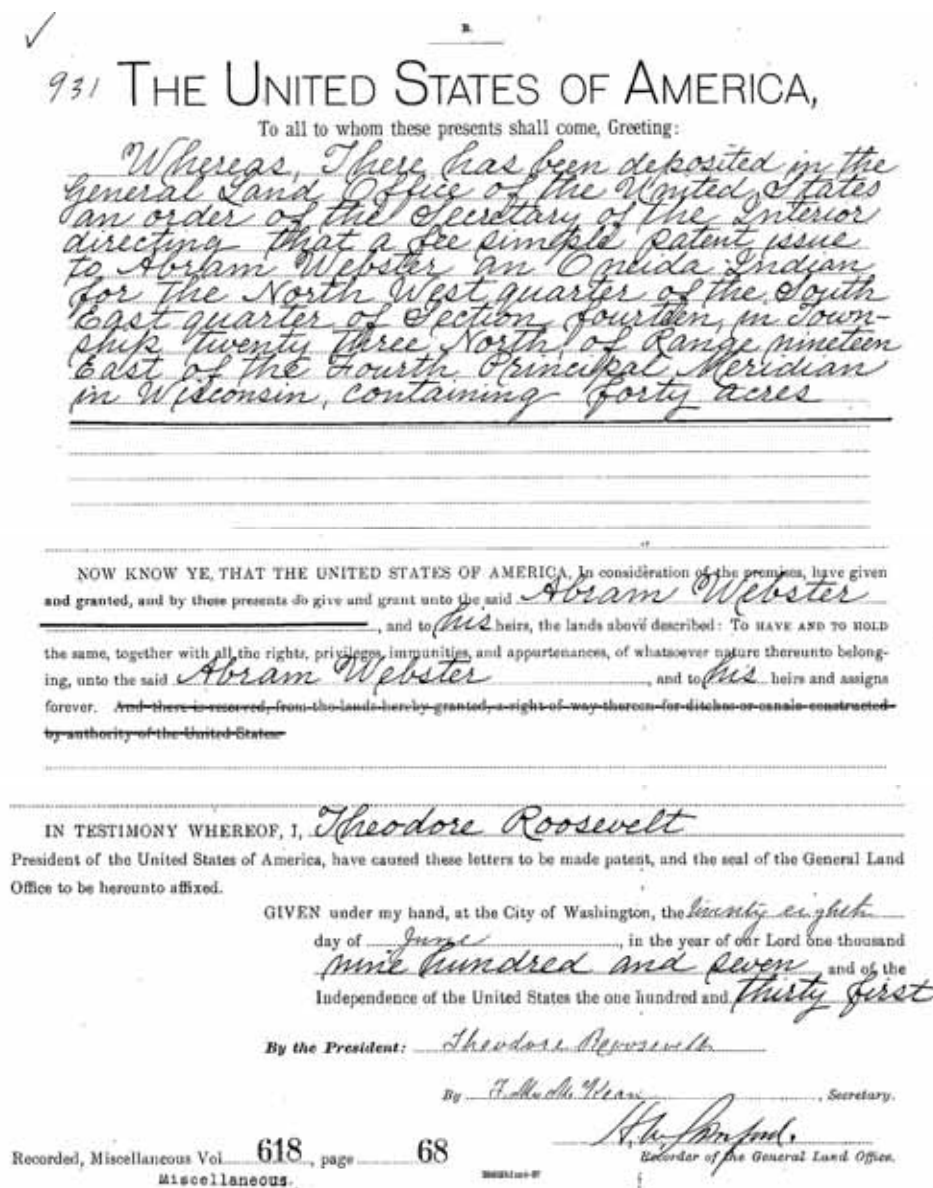 B.
931 THE UNITED STATES OF AMERICA,
To all to whom these presents shall come, Greeting:
Whereas, There has been deposited in the
General Land Office of the United States
an order of the Secretary of the Interior
directing that a fee simple patent issue
to Abram Webster an Oneida Indian
for the North West quarter of the South
East quarter of Section fourteen, in Town-
ship twenty three North, of Range nineteen
East of the Fourth Principal Meridian
in Wisconsin, containing forty acres
NOW KNOW YE, THAT THE UNITED STATES OF AMERICA, In consideration of the premises, have given
and granted, and by these presents do give and grant unto the said Abram Webster
, and to his heirs, the lands above described: TO HAVE AND TO HOLD
the same, together with all the rights, privileges, immunities, and appurtenances, of whatsoever nature thereunto belong-
ing, unto the said Abram Webster , and to his heirs and assigns
forever. And there is reserved, from the lands hereby granted, a right of way thereon for ditches or canals constructed
by authority of the United States.
IN TESTIMONY WHEREOF, I, Theodore Roosevelt
President of the United States of America, have caused these letters to be made patent, and the seal of the General Land
Office to be hereunto affixed.
GIVEN under my hand, at the City of Washington, the twenty eighth
day of June , in the year of our Lord one thousand
nine hundred and seven, and of the
Independence of the United States the one hundred and thirty first
By the President: Theodore Roosevelt
By F. M. McKean , Secretary.
H. W. Sanford.
Recorder of the General Land Office.
Recorded, Miscellaneous Vol. 618, page 68
Miscellaneous.